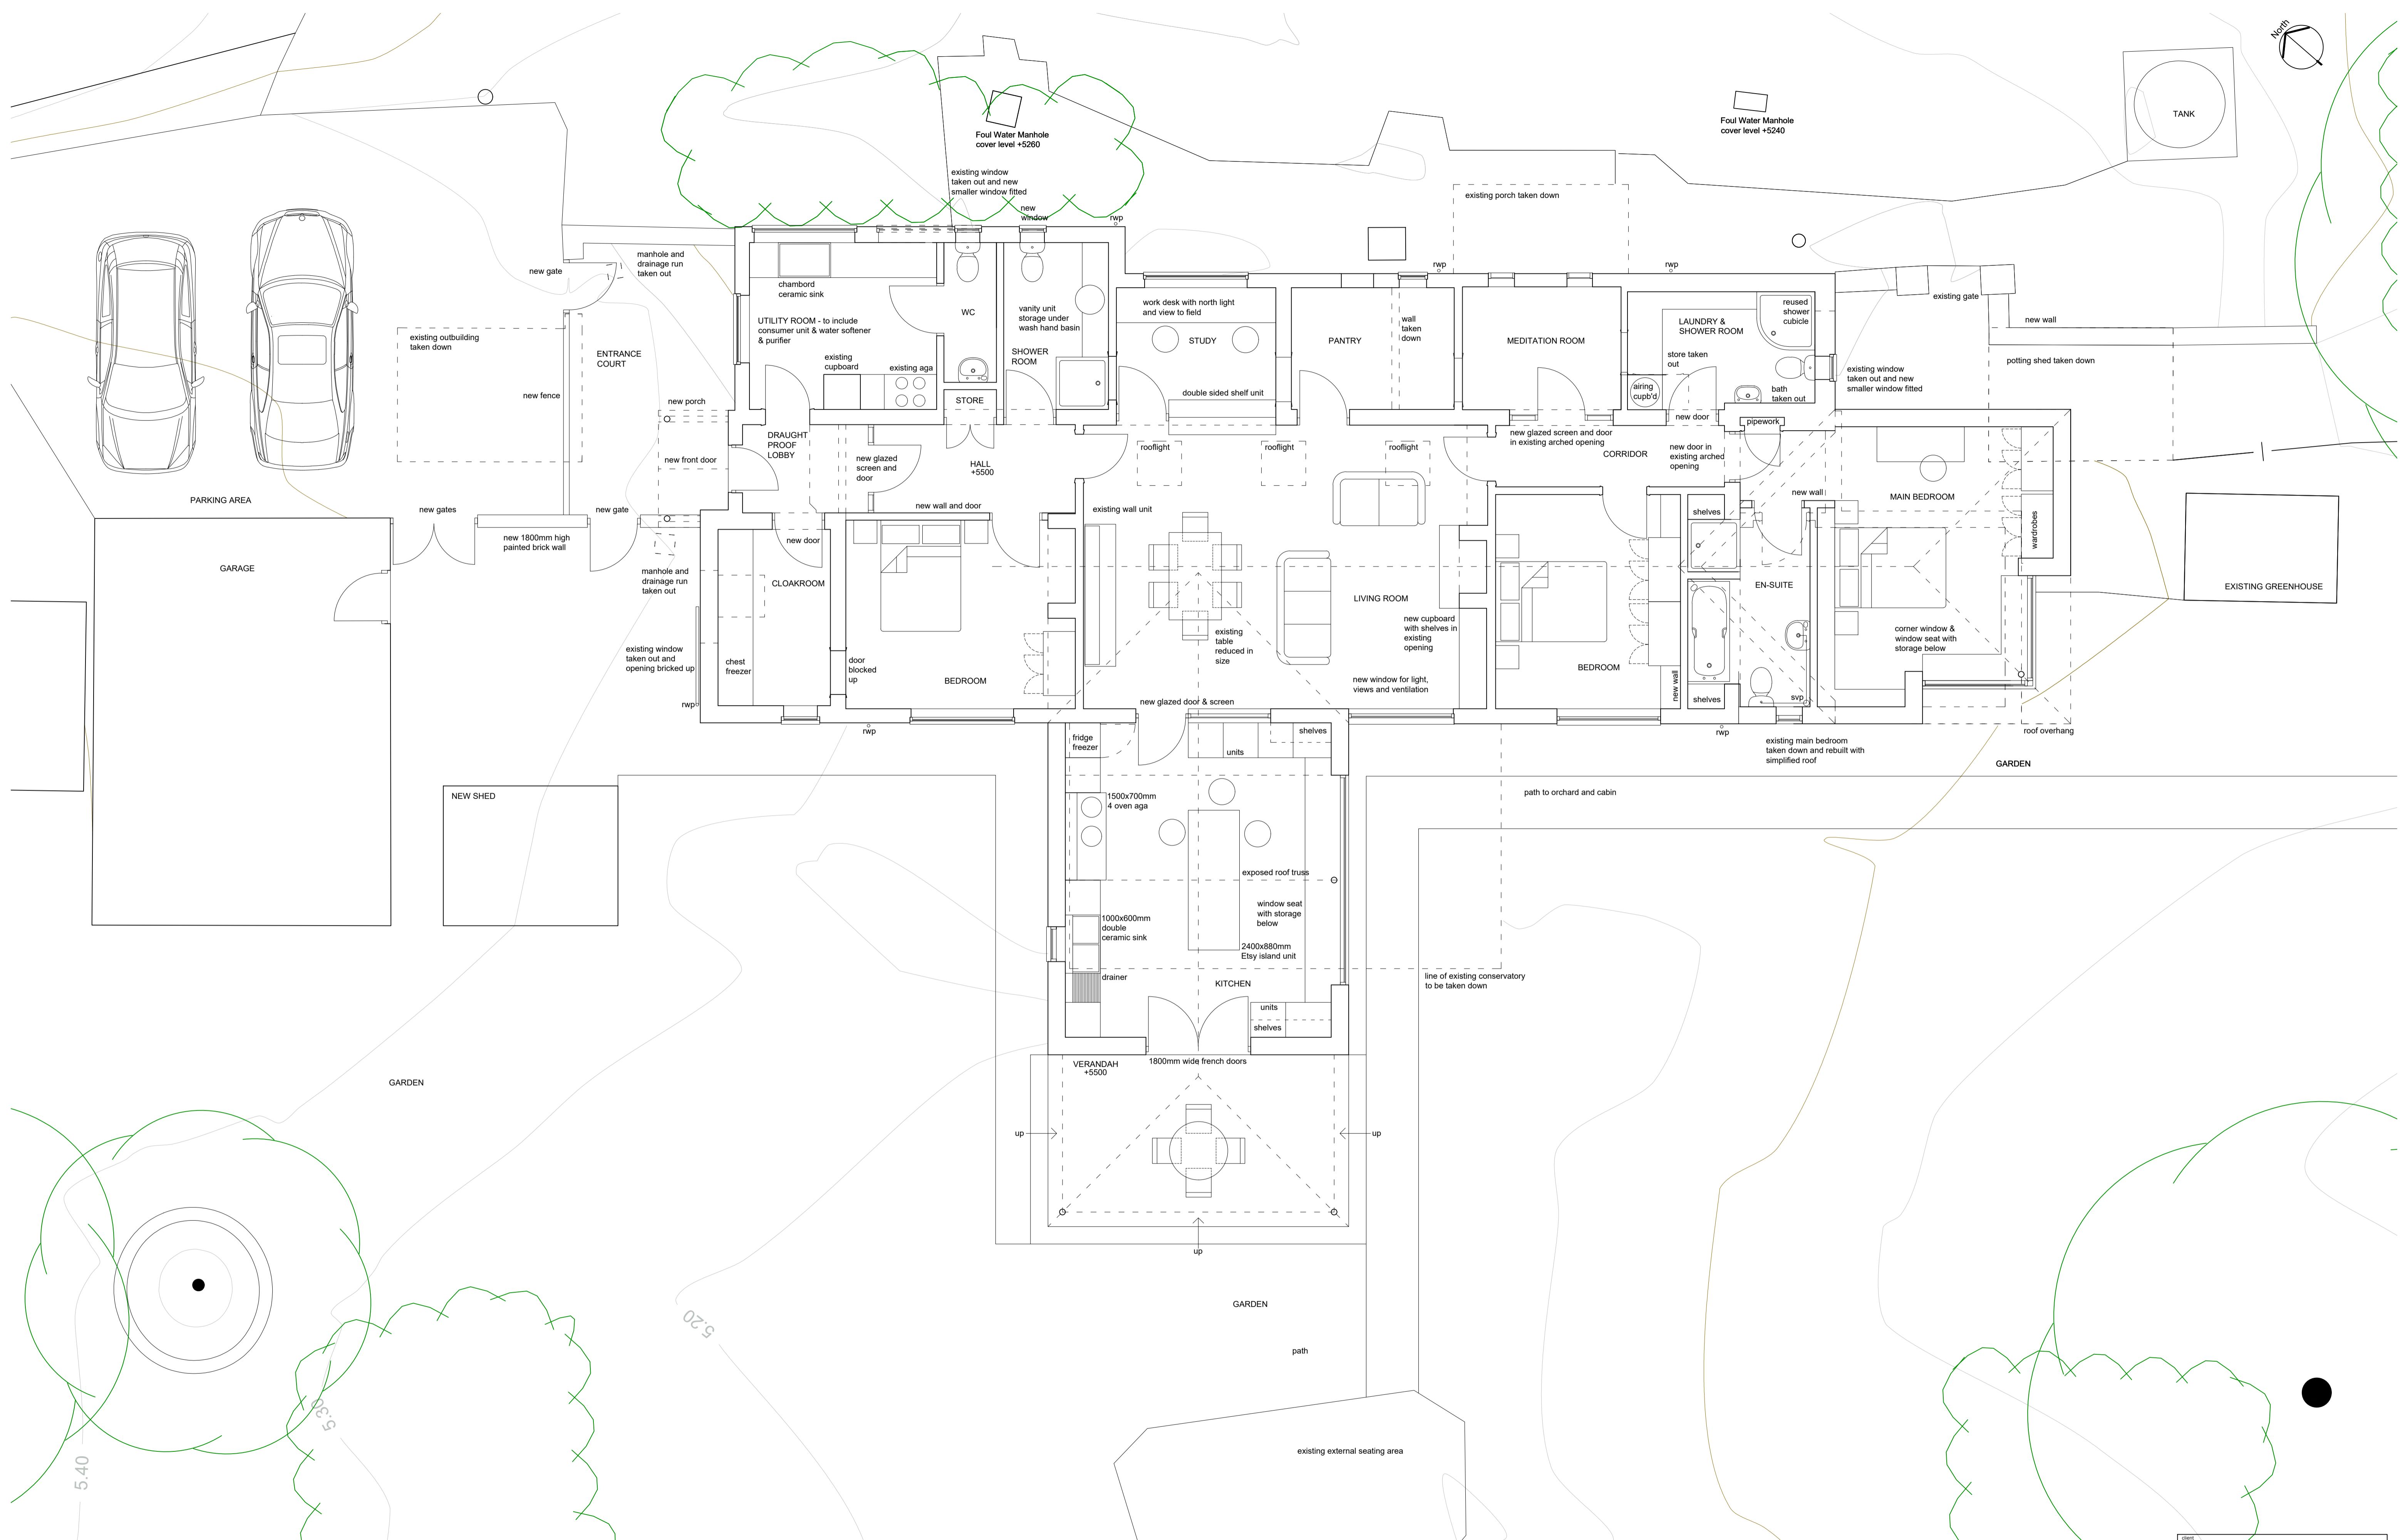 North
TANK
Foul Water Manhole
cover level +5260
Foul Water Manhole
cover level +5240
existing window
taken out and new
smaller window fitted
new
window
rwp
existing porch taken down
rwp
rwp
manhole and
drainage run
taken out
new gate
chambord
ceramic sink
UTILITY ROOM - to include
consumer unit & water softener
& purifier
WC
vanity unit
storage under
wash hand basin
SHOWER
ROOM
work desk with north light
and view to field
STUDY
double sided shelf unit
PANTRY
wall
taken
down
MEDITATION ROOM
LAUNDRY &
SHOWER ROOM
reused
shower
cubicle
store taken
out
airing
cupb'd
bath
taken out
new door
pipework
existing gate
new wall
potting shed taken down
existing window
taken out and new
smaller window fitted
existing outbuilding
taken down
ENTRANCE
COURT
new fence
existing
cupboard
existing aga
STORE
new porch
new front door
DRAUGHT
PROOF
LOBBY
new glazed
screen and
door
HALL
+5500
rooflight
rooflight
rooflight
new glazed screen and door
in existing arched opening
CORRIDOR
new door in
existing arched
opening
new wall
MAIN BEDROOM
wardrobes
PARKING AREA
new gates
new gate
new 1800mm high
painted brick wall
new wall and door
existing wall unit
new door
shelves
GARAGE
manhole and
drainage run
taken out
CLOAKROOM
EN-SUITE
EXISTING GREENHOUSE
LIVING ROOM
new cupboard
with shelves in
existing
opening
existing
table
reduced in
size
corner window &
window seat with
storage below
existing window
taken out and
opening bricked up
chest
freezer
door
blocked
up
BEDROOM
BEDROOM
new window for light,
views and ventilation
new wall
shelves
svp
rwp
rwp
new glazed door & screen
rwp
roof overhang
existing main bedroom
taken down and rebuilt with
simplified roof
GARDEN
fridge
freezer
units
shelves
NEW SHED
1500x700mm
4 oven aga
path to orchard and cabin
exposed roof truss
window seat
with storage
below
1000x600mm
double
ceramic sink
2400x880mm
Etsy island unit
drainer
KITCHEN
line of existing conservatory
to be taken down
units
shelves
VERANDAH
+5500
1800mm wide french doors
GARDEN
up
up
up
GARDEN
5.20
path
5.30
5.40
existing external seating area
client